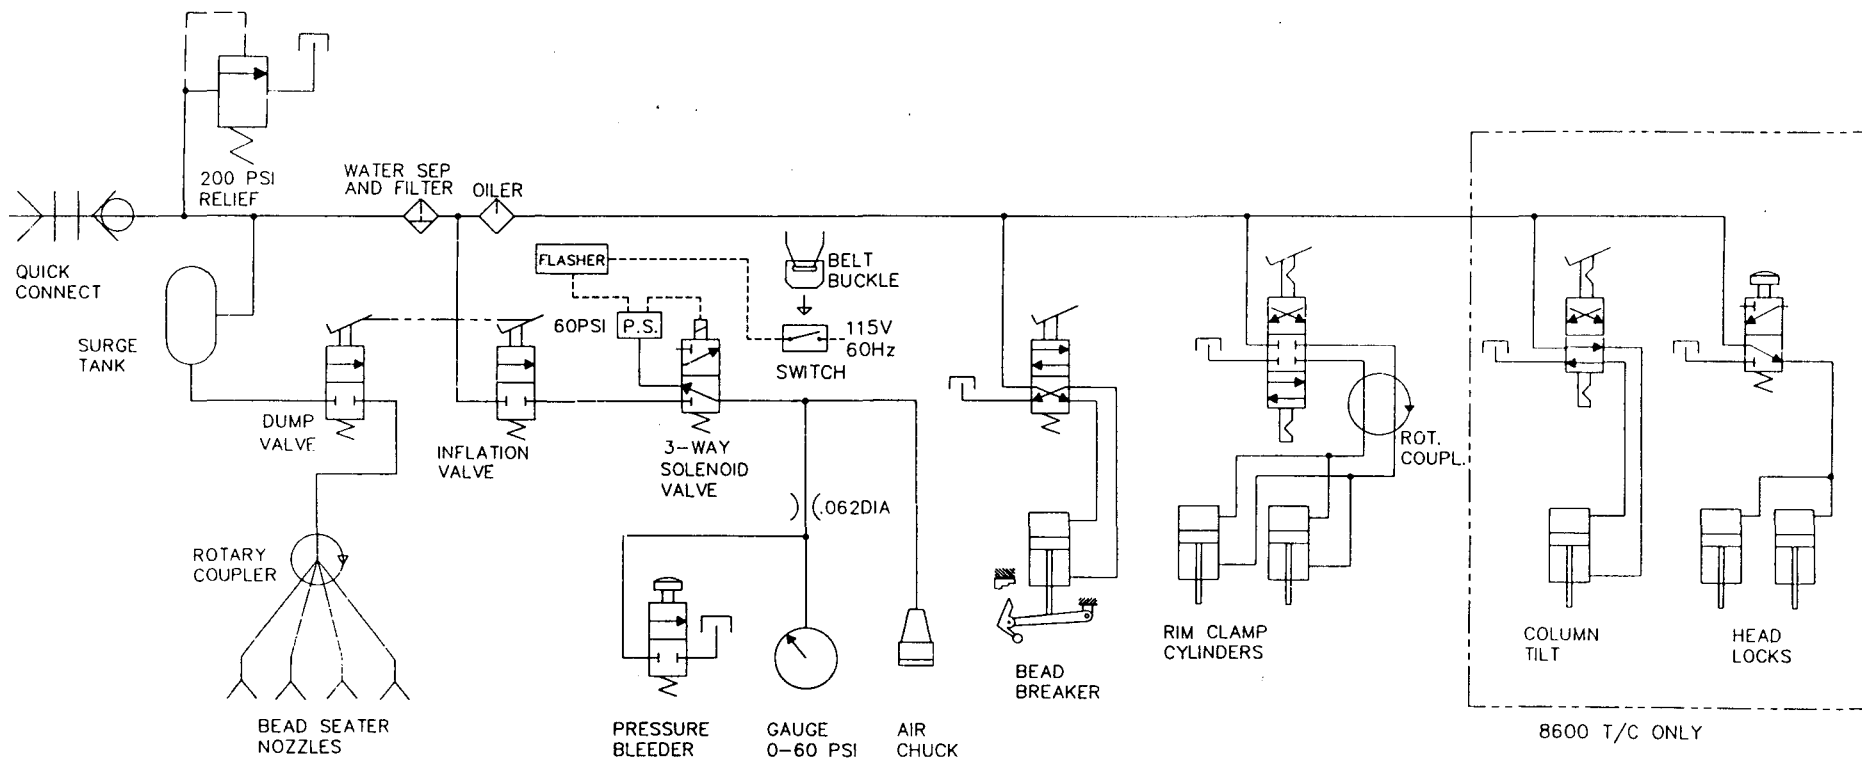 200 PSI
RELIEF
WATER SEP
AND FILTER
OILER
QUICK
CONNECT
FLASHER
BELT
BUCKLE
SURGE
TANK
60PSI
P.S.
115V
60Hz
SWITCH
DUMP
VALVE
INFLATION
VALVE
3-WAY
SOLENOID
VALVE
ROT.
COUPL.
.062DIA
ROTARY
COUPLER
RIM CLAMP
CYLINDERS
COLUMN
TILT
HEAD
LOCKS
BEAD
BREAKER
BEAD SEATER
NOZZLES
PRESSURE
BLEEDER
GAUGE
0-60 PSI
AIR
CHUCK
8600 T/C ONLY